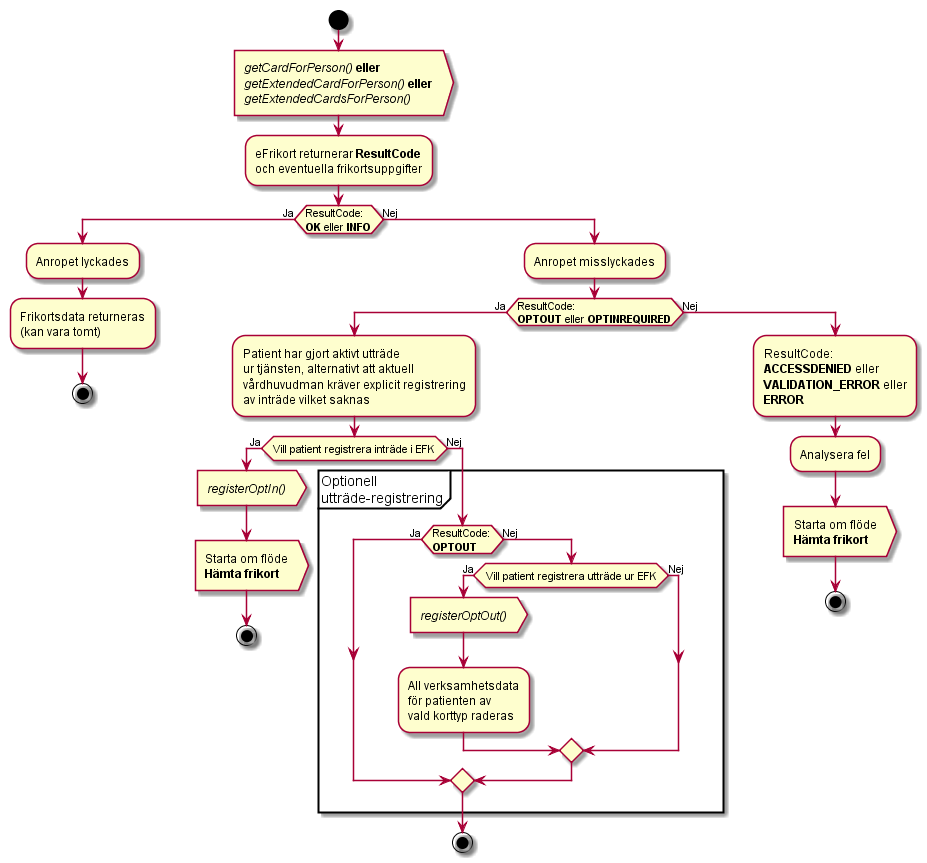 getCardForPerson() eller
getExtendedCardForPerson() eller
getExtendedCardsForPerson()
eFrikort returnerar ResultCode
och eventuella frikortsuppgifter
Ja
ResultCode:
OK eller INFO
Nej
Anropet lyckades
Frikortsdata returneras
(kan vara tomt)
Anropet misslyckades
Ja
ResultCode:
OPTOUT eller OPTINREQUIRED
Nej
Patient har gjort aktivt utträde
ur tjänsten, alternativt att aktuell
vårdhuvudman kräver explicit registrering
av inträde vilket saknas
Ja
Vill patient registrera inträde i EFK
Nej
registerOptIn()
Starta om flöde
Hämta frikort
Optionell
utträde-registrering
Ja
ResultCode:
OPTOUT
Nej
Ja
Vill patient registrera utträde ur EFK
Nej
registerOptOut()
All verksamhetsdata
för patienten av
vald korttyp raderas
ResultCode:
ACCESSDENIED eller
VALIDATION_ERROR eller
ERROR
Analysera fel
Starta om flöde
Hämta frikort